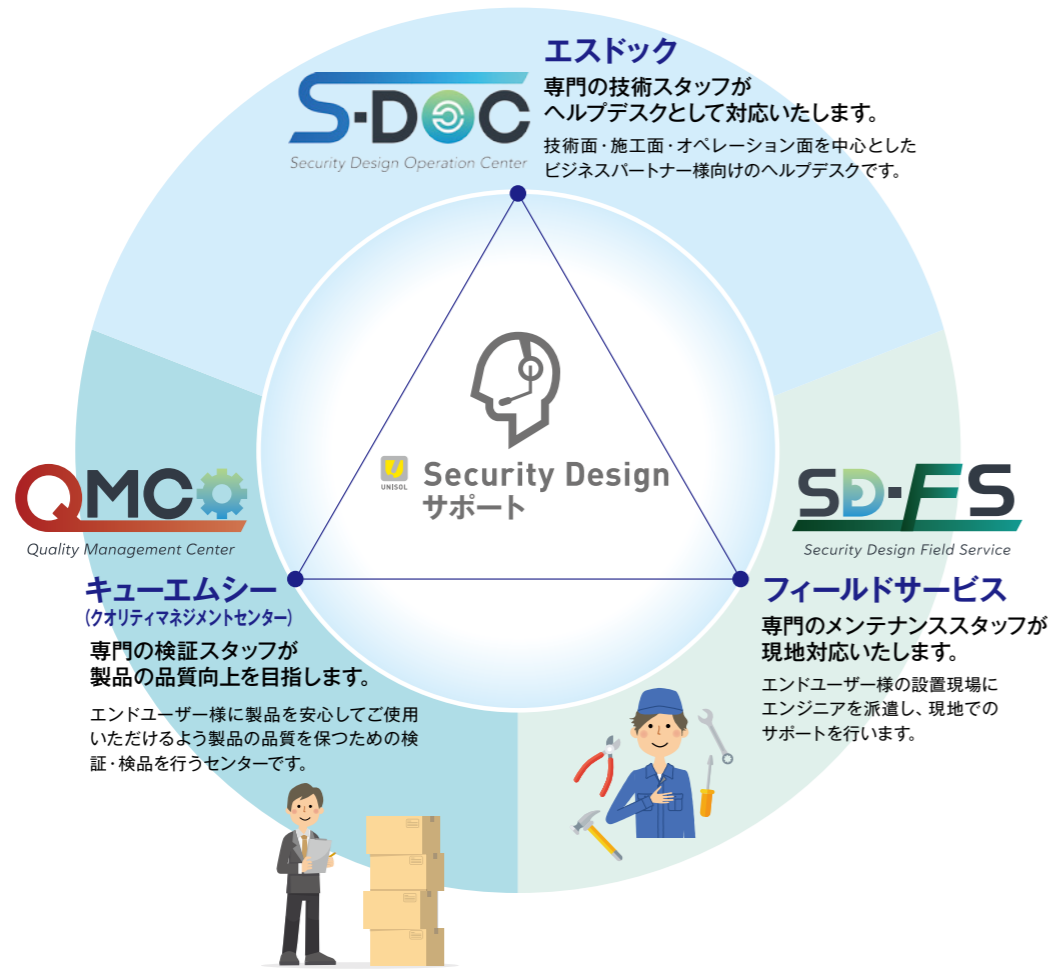 S-DOC
Security Design Operation Center
エスドック
専門の技術スタッフが
ヘルプデスクとして対応いたします。
技術面・施工面・オペレーション面を中心とした
ビジネスパートナー様向けのヘルプデスクです。
UNISOL
Security Design
サポート
QMC
Quality Management Center
キューエムシー
(クオリティマネジメントセンター)
専門の検証スタッフが
製品の品質向上を目指します。
エンドユーザー様に製品を安心してご使用
いただけるよう製品の品質を保つための検
証・検品を行うセンターです。
SD-FS
Security Design Field Service
フィールドサービス
専門のメンテナンススタッフが
現地対応いたします。
エンドユーザー様の設置現場に
エンジニアを派遣し、現地での
サポートを行います。